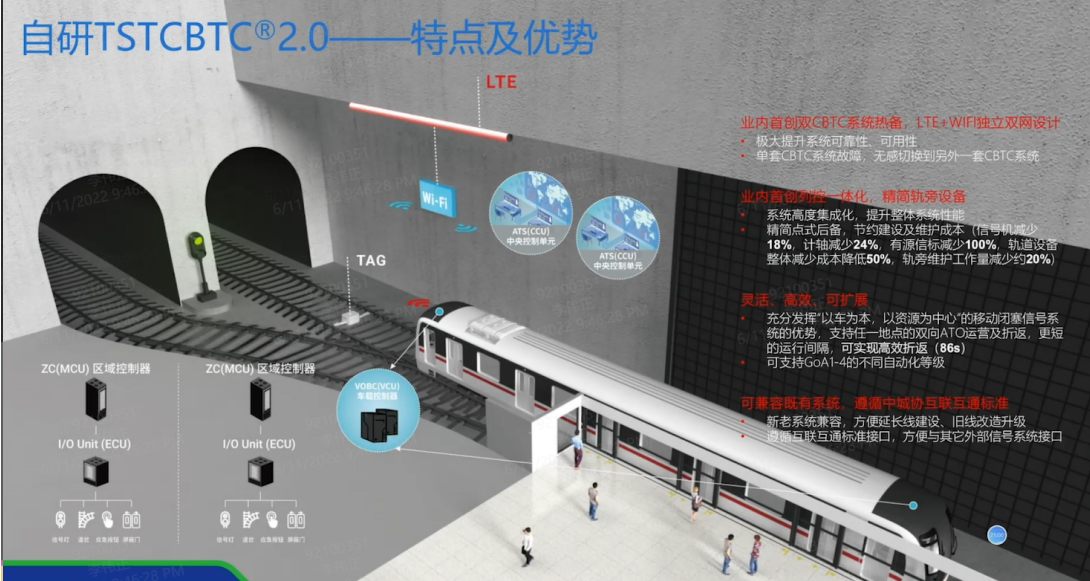 自研TSTCBTC®2.0——特点及优势
LTE
业内首创双CBTC系统热备，LTE+WIFI独立双网设计
• 极大提升系统可靠性、可用性
• 单套CBTC系统故障，无感切换到另外一套CBTC系统
Wi-Fi
ATS(CCU)
中央控制单元
ATS(CCU)
中央控制单元
业内首创列控一体化，精简轨旁设备
• 系统高度集成化，提升整体系统性能
• 精简点式后备，节约建设及维护成本（信号机减少
18%，计轴减少24%，有源信标减少100%，轨道设备
整体减少成本降低50%，轨旁维护工作量减少约20%）
TAG
灵活、高效、可扩展
• 充分发挥“以车为本，以资源为中心”的移动闭塞信号系
统的优势，支持任一地点的双向ATO运营及折返，更短
的运行间隔，可实现高效折返（86s）
• 可支持GoA1-4的不同自动化等级
可兼容既有系统，遵循中城协互联互通标准
• 新老系统兼容，方便延长线建设、旧线改造升级
• 遵循互联互通标准接口，方便与其它外部信号系统接口
ZC(MCU) 区域控制器
ZC(MCU) 区域控制器
VOBC(VCU)
车载控制器
I/O Unit (ECU)
I/O Unit (ECU)
信号灯 道岔 应急按钮 屏蔽门
信号灯 道岔 应急按钮 屏蔽门